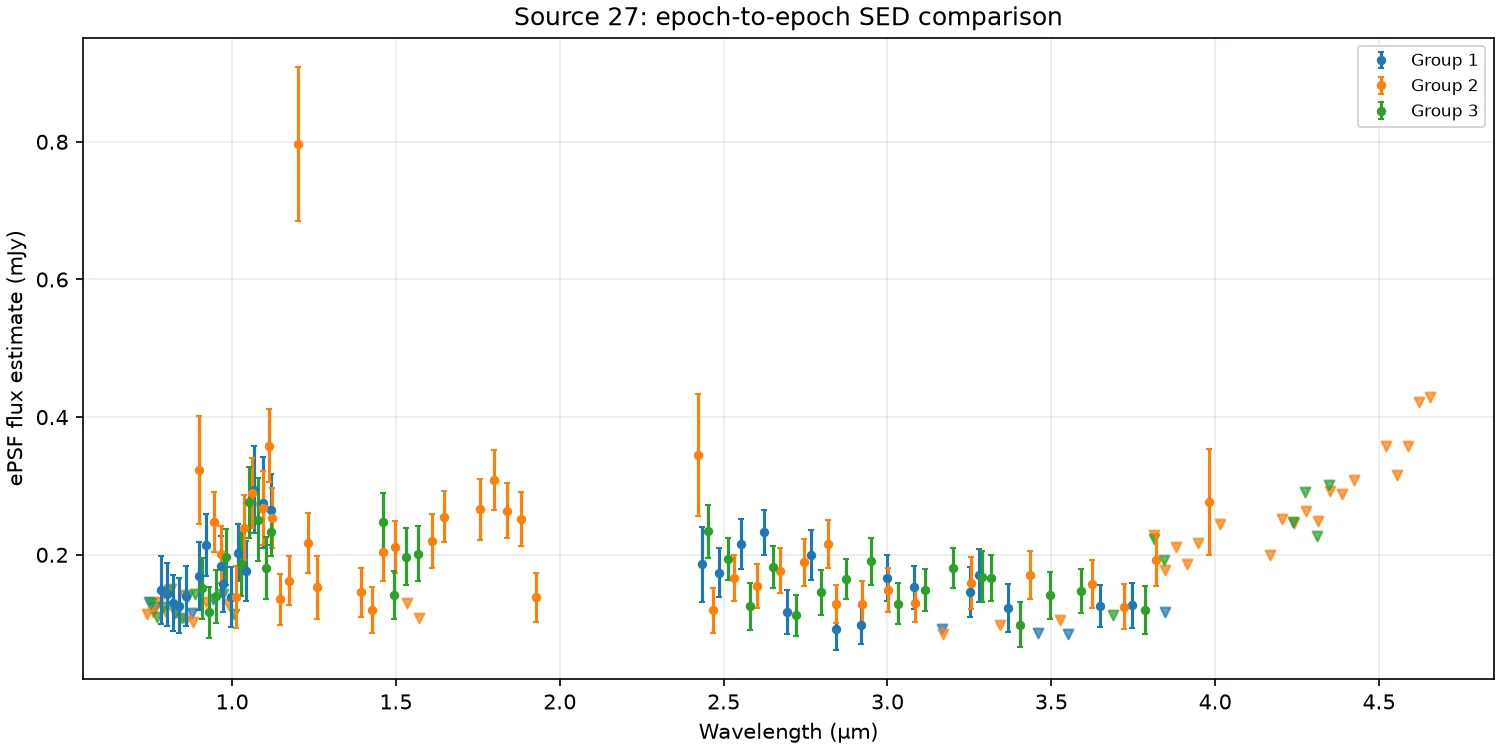 Source 27: epoch-to-epoch SED comparison
Group 1
Group 2
Group 3
ePSF flux estimate (mJy)
0.8
0.6
0.4
0.2
1.0 1.5 2.0 2.5 3.0 3.5 4.0 4.5
Wavelength (μm)